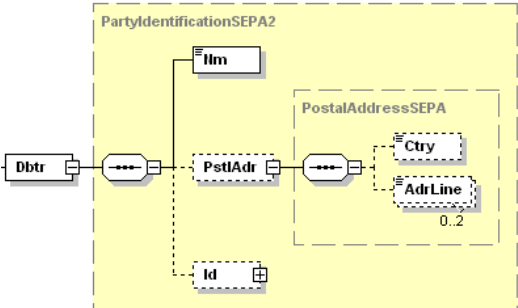 PartyIdentificationSEPA2
Nm
PostalAddressSEPA
Ctry
Dbtr
PstlAdr
AdrLine
0..2
Id